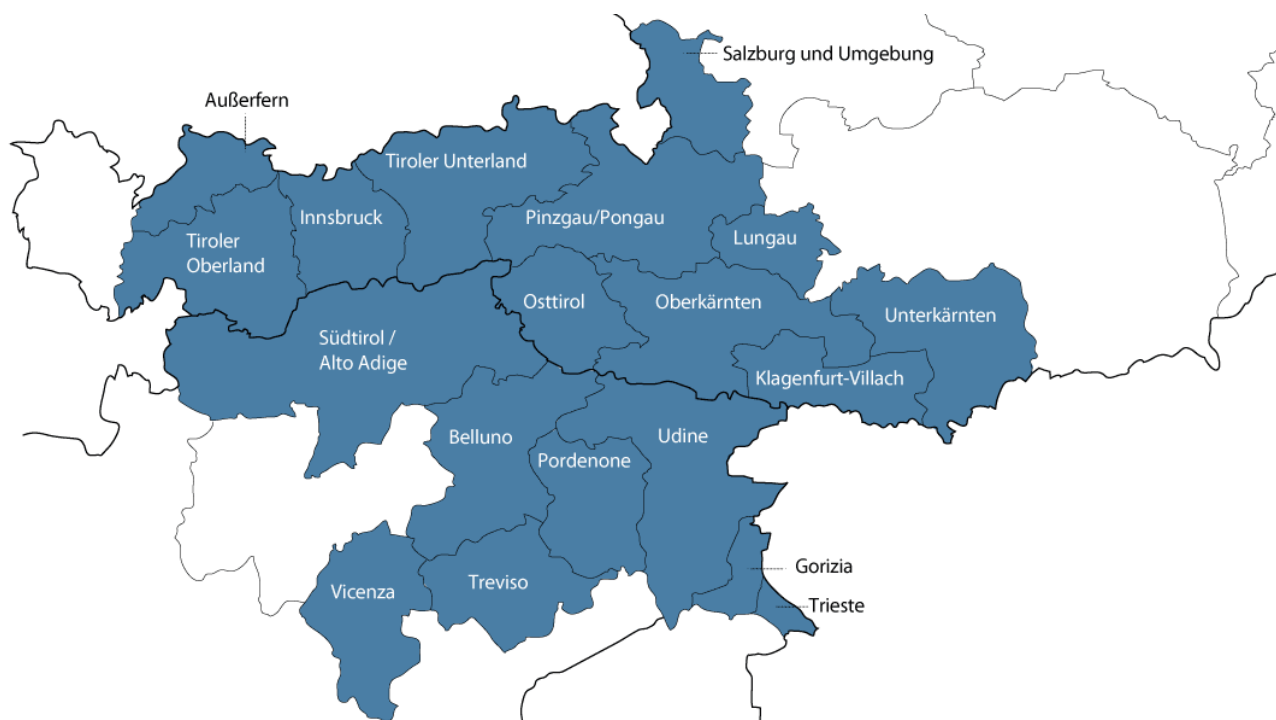 Salzburg und Umgebung
Außerfern
Tiroler Unterland
Innsbruck
Pinzgau/Pongau
Tiroler
Oberland
Lungau
Osttirol
Oberkärnten
Unterkärnten
Südtirol /
Alto Adige
Klagenfurt-Villach
Belluno
Udine
Pordenone
Gorizia
Treviso
Vicenza
Trieste